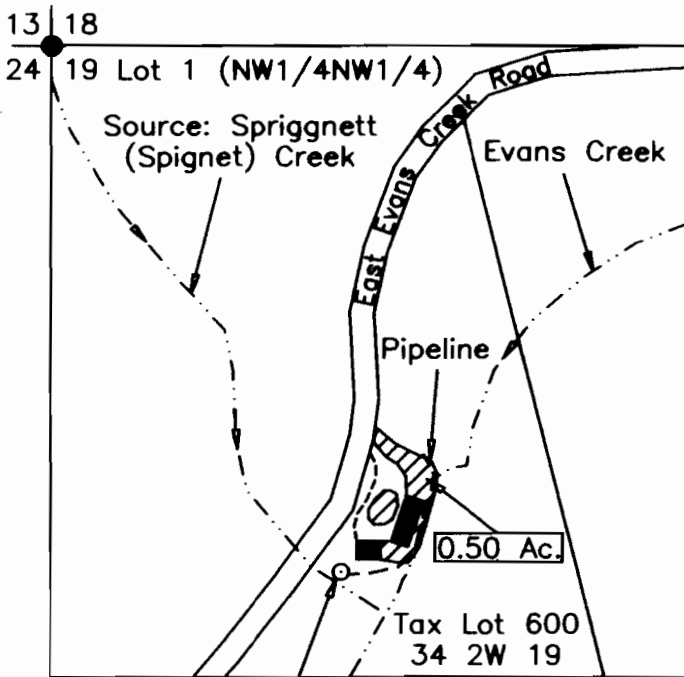 13 18
24 19 Lot 1 (NW1/4NW1/4)
Source: Spriggnett
(Spignet) Creek
East Evans Creek Road
Evans Creek
Pipeline
0.50 Ac.
Tax Lot 600
34 2W 19